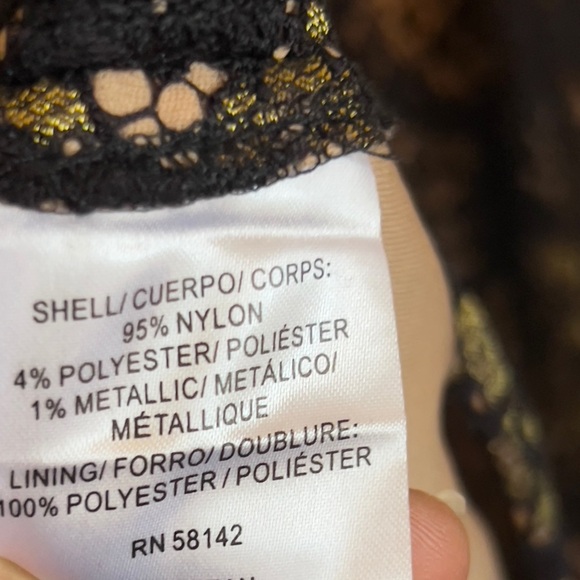 SHELL/ CUERPO/ CORPS:
95% NYLON
4% POLYESTER/ POLIÉSTER
1% METALLIC/ METÁLICO/
MÉTALLIQUE
LINING/ FORRO/ DOUBLURE:
100% POLYESTER / POLIÉSTER
RN 58142